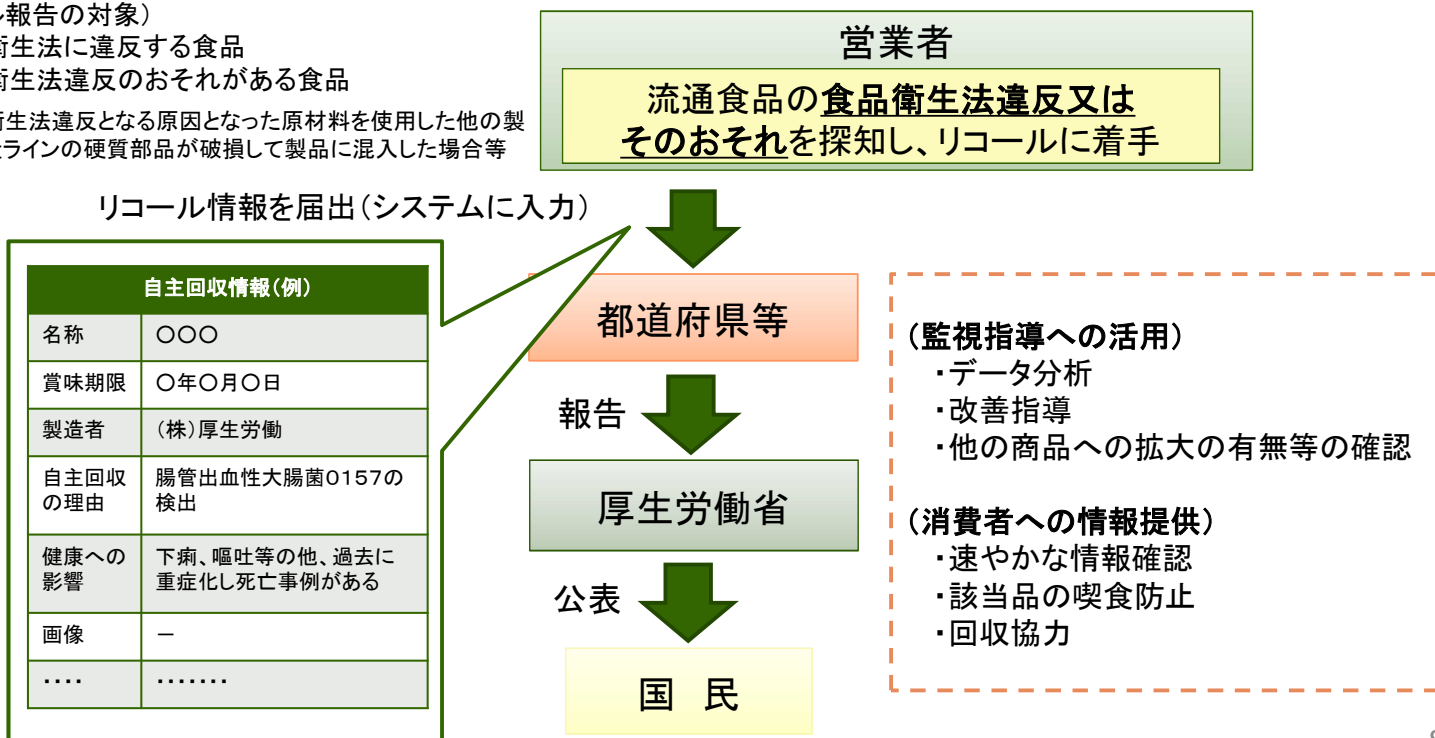 ル報告の対象）
衛生法に違反する食品
衛生法違反のおそれがある食品
衛生法違反となる原因となった原材料を使用した他の製
ラインの硬質部品が破損して製品に混入した場合等
営業者
流通食品の食品衛生法違反又は
そのおそれを探知し、リコールに着手
リコール情報を届出（システムに入力）
自主回収情報（例）
名称 〇〇〇
賞味期限 〇年〇月〇日
製造者 （株）厚生労働
自主回収 腸管出血性大腸菌O157の
の理由 検出
健康への 下痢、嘔吐等の他、過去に
影響 重症化し死亡事例がある
画像 －
‥‥ ‥‥‥‥
都道府県等
報告
厚生労働省
公表
国 民
（監視指導への活用）
・データ分析
・改善指導
・他の商品への拡大の有無等の確認
（消費者への情報提供）
・速やかな情報確認
・該当品の喫食防止
・回収協力